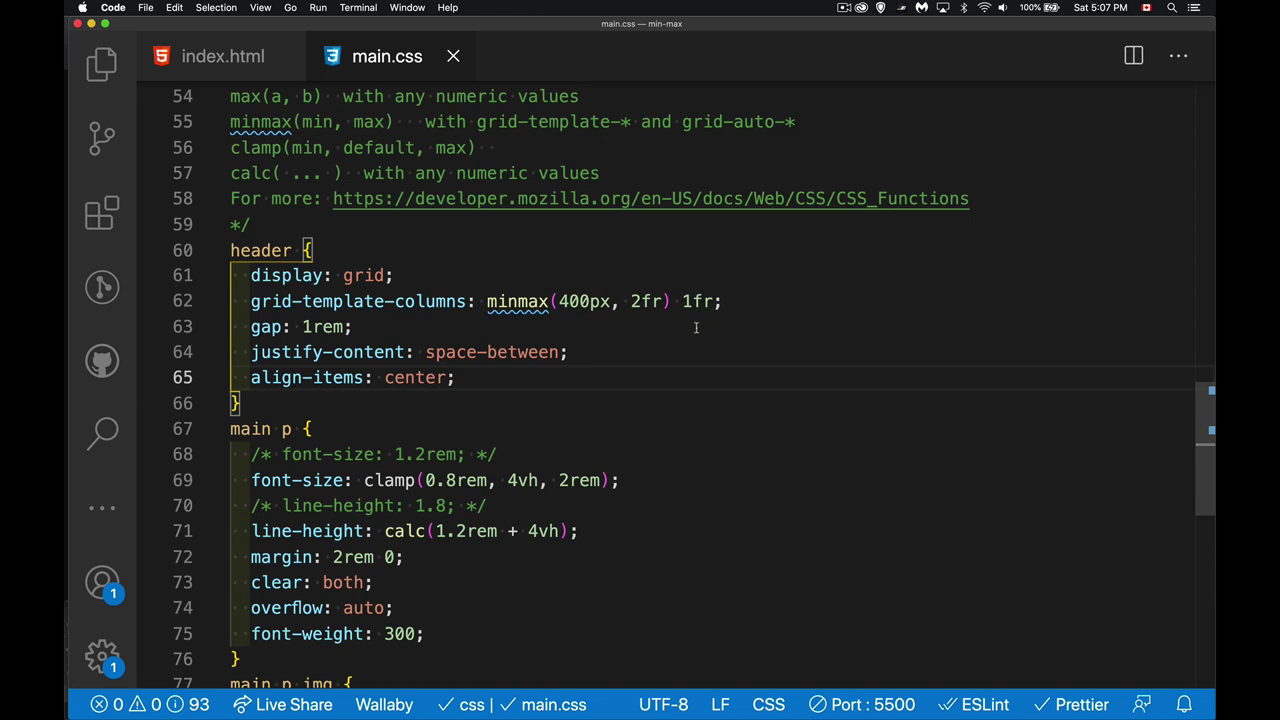 Code File Edit Selection View Go Run Terminal Window Help 100% Sat 5:07 PM
main.css — min-max
index.html main.css
54 max(a, b) with any numeric values
55 minmax(min, max) with grid-template-* and grid-auto-*
56 clamp(min, default, max)
57 calc( ... ) with any numeric values
58 For more: https://developer.mozilla.org/en-US/docs/Web/CSS/CSS_Functions
59 */
60 header {
61 display: grid;
62 grid-template-columns: minmax(400px, 2fr) 1fr;
63 gap: 1rem;
64 justify-content: space-between;
65 align-items: center;
66 }
67 main p {
68 /* font-size: 1.2rem; */
69 font-size: clamp(0.8rem, 4vh, 2rem);
70 /* line-height: 1.8; */
71 line-height: calc(1.2rem + 4vh);
72 margin: 2rem 0;
73 clear: both;
74 overflow: auto;
75 font-weight: 300;
76 }
77 main p img {
1
1
0 0 93 Live Share Wallaby css | main.css UTF-8 LF CSS Port : 5500 ESLint Prettier